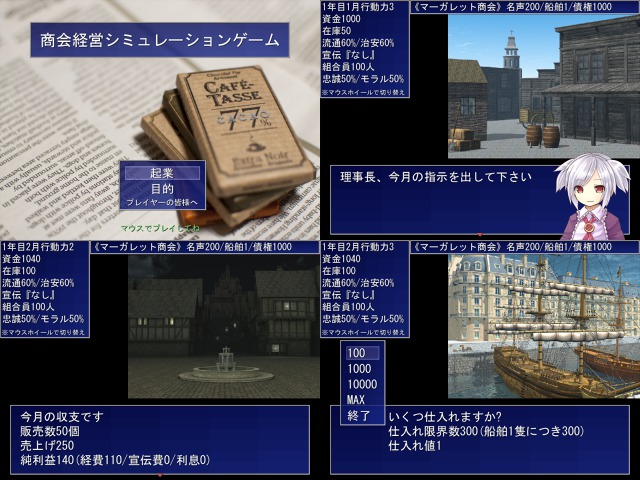 商会経営シミュレーションゲーム
Chocolat Noir
CAFÉ-TASSE
77%
CACAO
Extra Noir
起業
目的
プレイヤーの皆様へ
マウスでプレイしてね
1年目1月行動力3
《マーガレット商会》名声200/船舶1/債権1000
資金1000
在庫50
流通60%/治安60%
宣伝『なし』
組合員100人
忠誠50%/モラル50%
※マウスホイールで切り替え
理事長、今月の指示を出して下さい
1年目2月行動力2
《マーガレット商会》名声200/船舶1/債権1000
資金1040
在庫100
流通60%/治安60%
宣伝『なし』
組合員100人
忠誠50%/モラル50%
※マウスホイールで切り替え
今月の収支です
販売数50個
売上げ250
純利益140(経費110/宣伝費0/利息0)
1年目2月行動力3
《マーガレット商会》名声200/船舶1/債権1000
資金1040
在庫100
流通60%/治安60%
宣伝『なし』
組合員100人
忠誠50%/モラル50%
※マウスホイールで切り替え
100
1000
10000
MAX
終了
いくつ仕入れますか?
仕入れ限界数300(船舶1隻につき300)
仕入れ値1